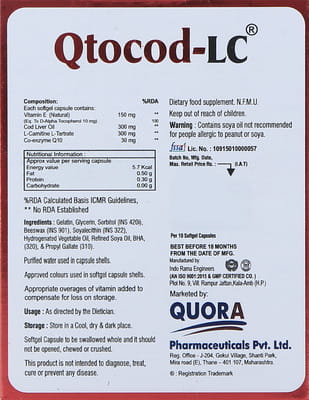 Qtocod-LC®
Composition: %RDA
Each softgel capsule contains:
Vitamin E (Natural) 150 mg **
(Eq. To D-Alpha Tocopherol 10 mg) 100
Cod Liver Oil 300 mg **
L-Carnitine L-Tartrate 300 mg **
Co-enzyme Q10 30 mg **
Nutritional Information :
Approx value per serving capsule
Energy value 5.7 Kcal
Fat 0.50 g
Protein 0.30 g
Carbohydrate 0.00 g
%RDA Calculated Basis ICMR Guidelines,
** No RDA Established
Ingredients : Gelatin, Glycerin, Sorbitol (INS 420i),
Beeswax (INS 901), Soyalecithin (INS 322),
Hydrogenated Vegetable Oil, Refined Soya Oil, BHA,
(320), & Propyl Gallate (310).
Purified water used in capsule shells.
Approved colours used in softgel capsule shells.
Appropriate overages of vitamin added to
compensate for loss on storage.
Usage : As directed by the Dietician.
Storage : Store in a Cool, dry & dark place.
Softgel Capsule to be swallowed whole and it should
not be opened, chewed or crushed.
This product is not intended to diagnose, treat,
cure or prevent any disease.
Dietary food supplement. N.F.M.U.
Keep out of reach of children.
Warning : Contains soya oil not recommended
for people allergic to peanut or soya.
fssai Lic. No. : 10915010000057
Batch No., Mfg. Date,
Max. Retail Price Rs. : (I.A.T)
Per 10 Softgel Capsules
BEST BEFORE 18 MONTHS
FROM THE DATE OF MFG.
Manufactured by
Indo Rama Engineers
(AN ISO 9001:2015 & GMP CERTIFIED CO. )
Plot No. 9, Vill. Rampur Jattan,Kala-Amb (H.P.)
Marketed by:
QUORA
Pharmaceuticals Pvt. Ltd.
Reg. Office - J-204, Gokul Village, Shanti Park,
Mira road (E), Thane – 401 107, Maharashtra.
® : Registration Trademark